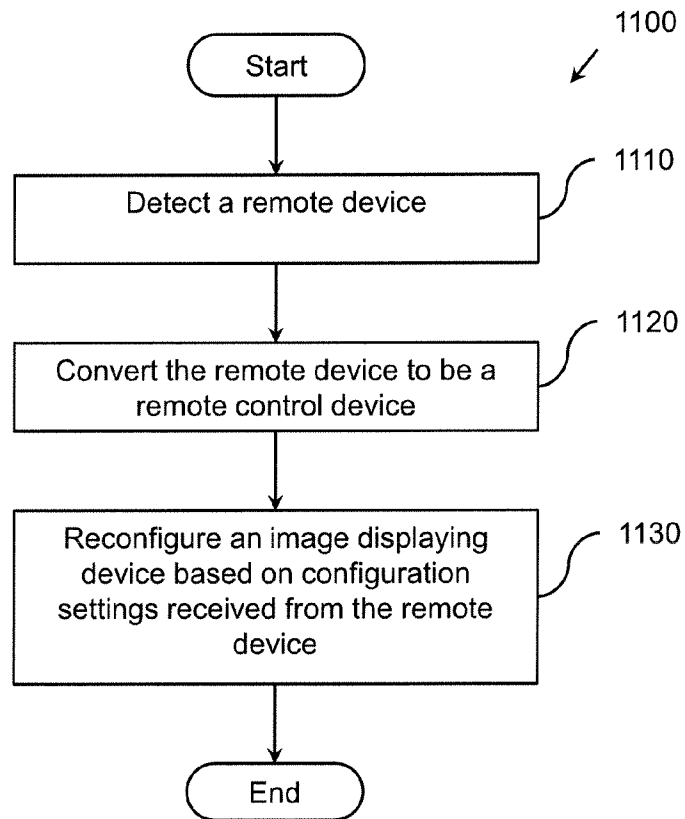 1100
Start
1110
Detect a remote device
1120
Convert the remote device to be a
remote control device
1130
Reconfigure an image displaying
device based on configuration
settings received from the remote
device
End